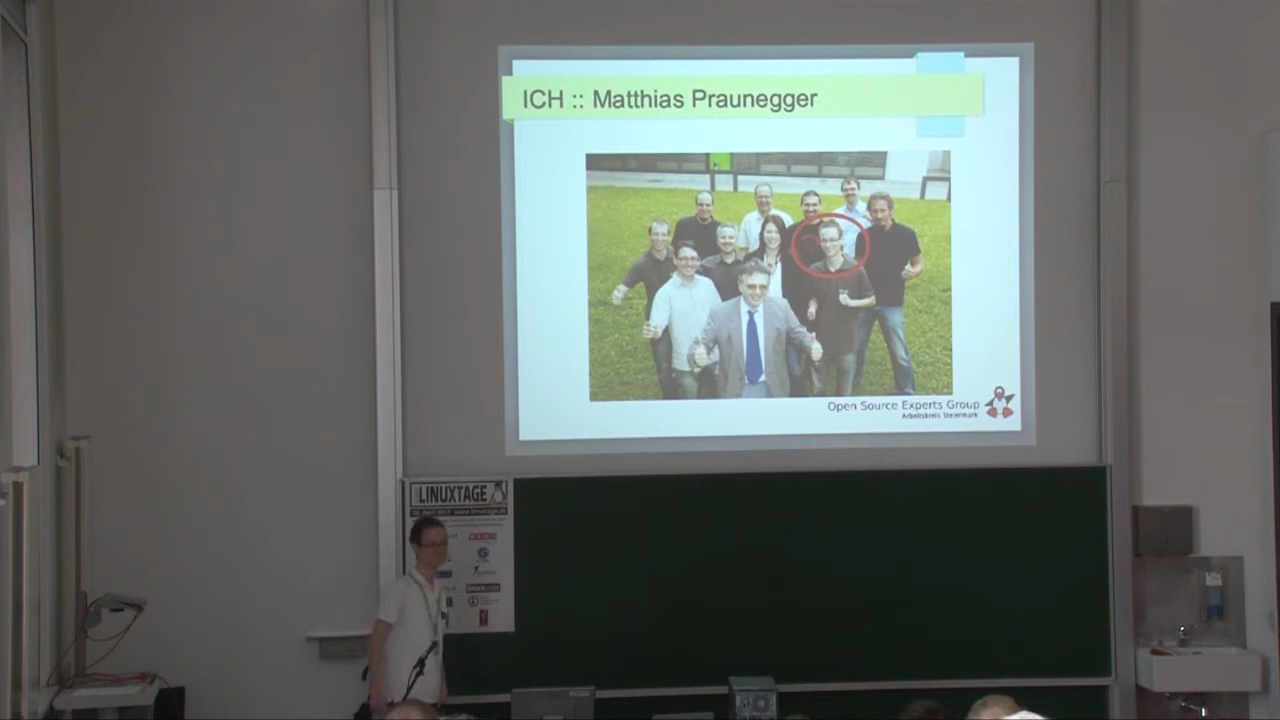 ICH :: Matthias Praunegger
Open Source Experts Group
Arbeitskreis Steiermark
LINUXTAGE